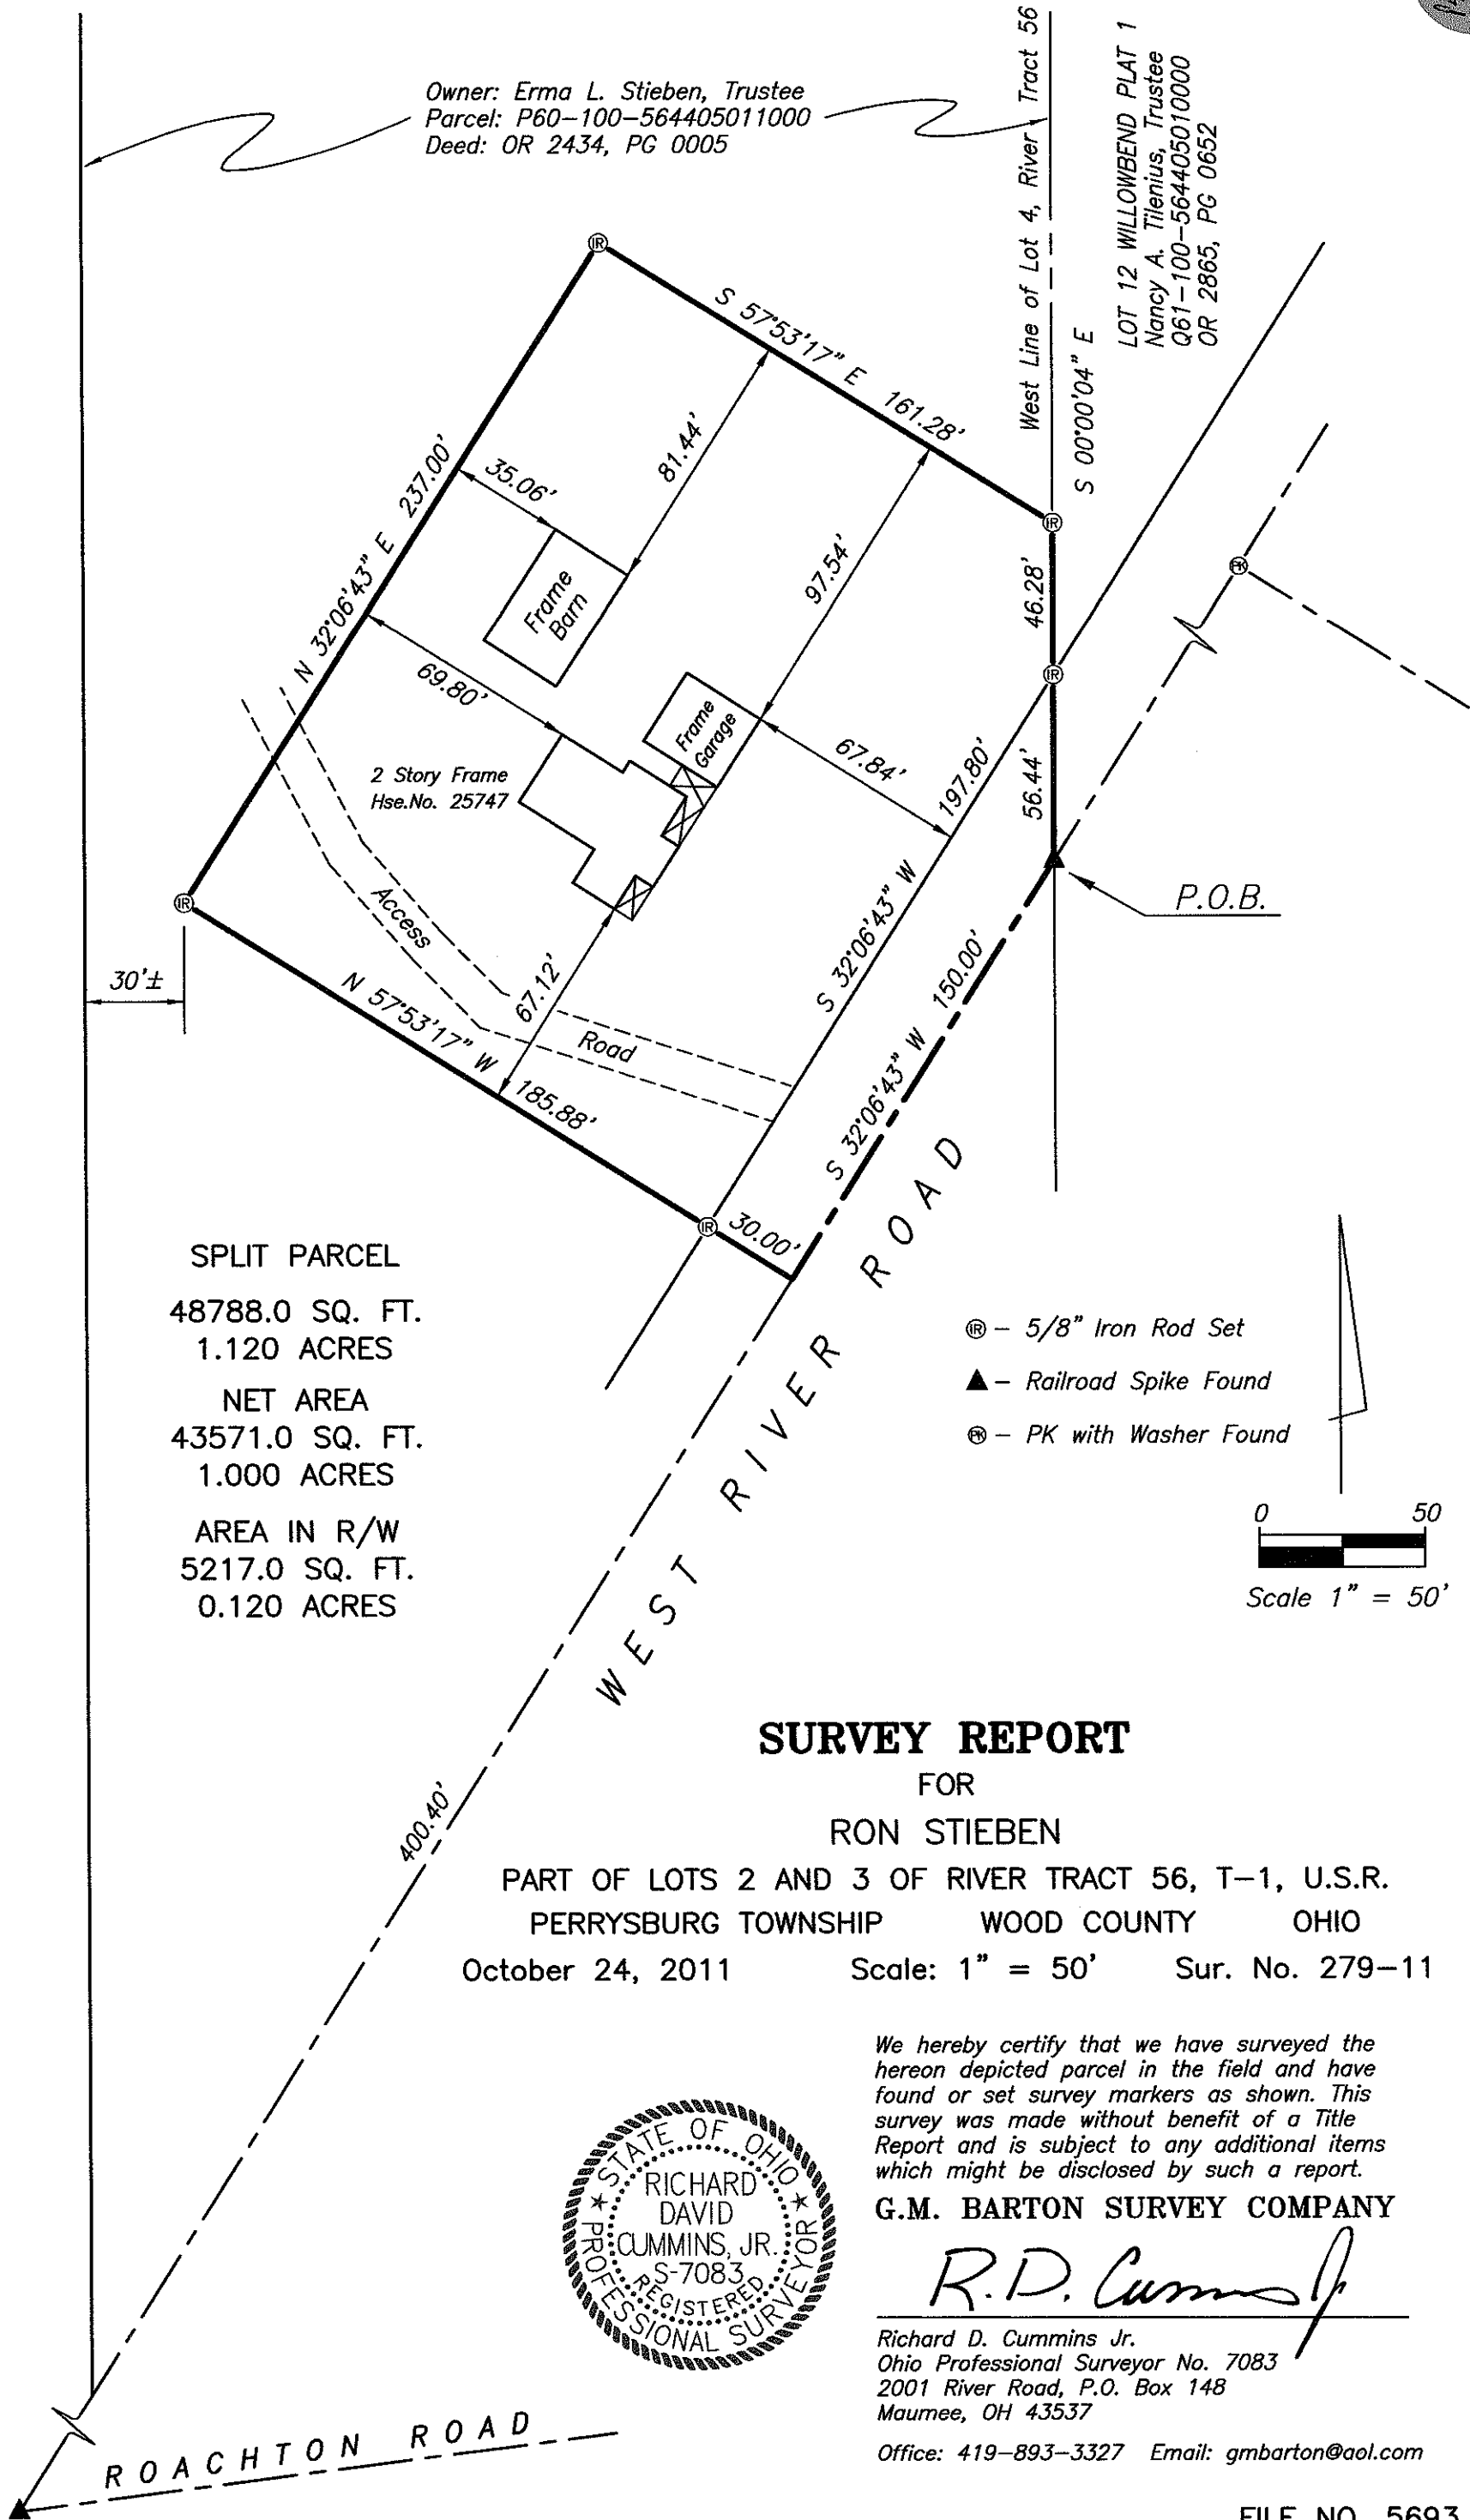 Owner: Erma L. Stieben, Trustee
Parcel: P60-100-564405011000
Deed: OR 2434, PG 0005
West Line of Lot 4, River Tract 56
S 00°00'04" E
LOT 12 WILLOWBEND PLAT 1
Nancy A. Tilenius, Trustee
Q61-100-564405010000
OR 2865, PG 0652
IR
S 57°53'17" E 161.28'
N 32°06'43" E 237.00'
35.06'
81.44'
97.54'
Frame
Barn
IR
46.28'
PK
IR
69.80'
Frame
Garage
67.84'
56.44'
2 Story Frame
Hse.No. 25747
S 32°06'43" W 197.80'
P.O.B.
IR
Access
Road
30'±
67.12'
N 57°53'17" W 185.88'
S 32°06'43" W 150.00'
IR
30.00'
WEST RIVER ROAD
SPLIT PARCEL
48788.0 SQ. FT.
1.120 ACRES
NET AREA
43571.0 SQ. FT.
1.000 ACRES
AREA IN R/W
5217.0 SQ. FT.
0.120 ACRES
IR - 5/8" Iron Rod Set
▲ - Railroad Spike Found
PK - PK with Washer Found
0 50
Scale 1" = 50'
400.40'
SURVEY REPORT
FOR
RON STIEBEN
PART OF LOTS 2 AND 3 OF RIVER TRACT 56, T-1, U.S.R.
PERRYSBURG TOWNSHIP WOOD COUNTY OHIO
October 24, 2011 Scale: 1" = 50' Sur. No. 279-11
We hereby certify that we have surveyed the
hereon depicted parcel in the field and have
found or set survey markers as shown. This
survey was made without benefit of a Title
Report and is subject to any additional items
which might be disclosed by such a report.
G.M. BARTON SURVEY COMPANY
STATE OF OHIO
RICHARD
DAVID
CUMMINS, JR.
S-7083
REGISTERED
PROFESSIONAL SURVEYOR
R.D. Cummins Jr
Richard D. Cummins Jr.
Ohio Professional Surveyor No. 7083
2001 River Road, P.O. Box 148
Maumee, OH 43537
Office: 419-893-3327 Email: gmbarton@aol.com
ROACHTON ROAD
FILE NO. 5693